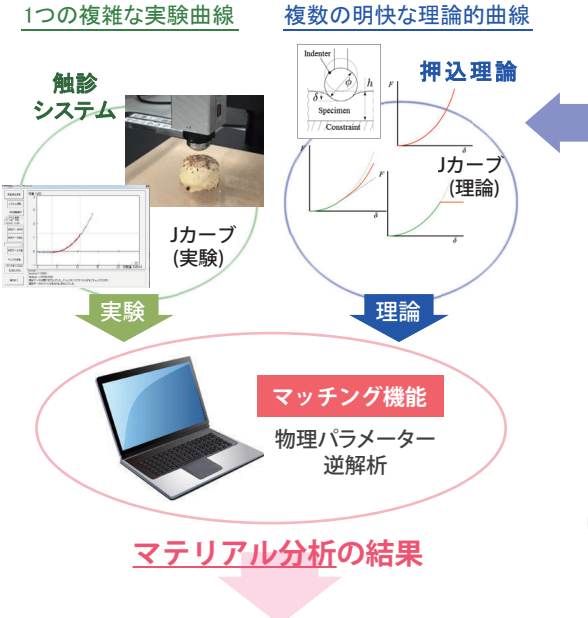 1つの複雑な実験曲線
複数の明快な理論的曲線
触診
システム
Jカーブ
(実験)
Indenter
φ
h
δ
Specimen
Constraint
押込理論
F
δ
F
δ
F
δ
Jカーブ
(理論)
実験
理論
マッチング機能
物理パラメーター
逆解析
マテリアル分析の結果